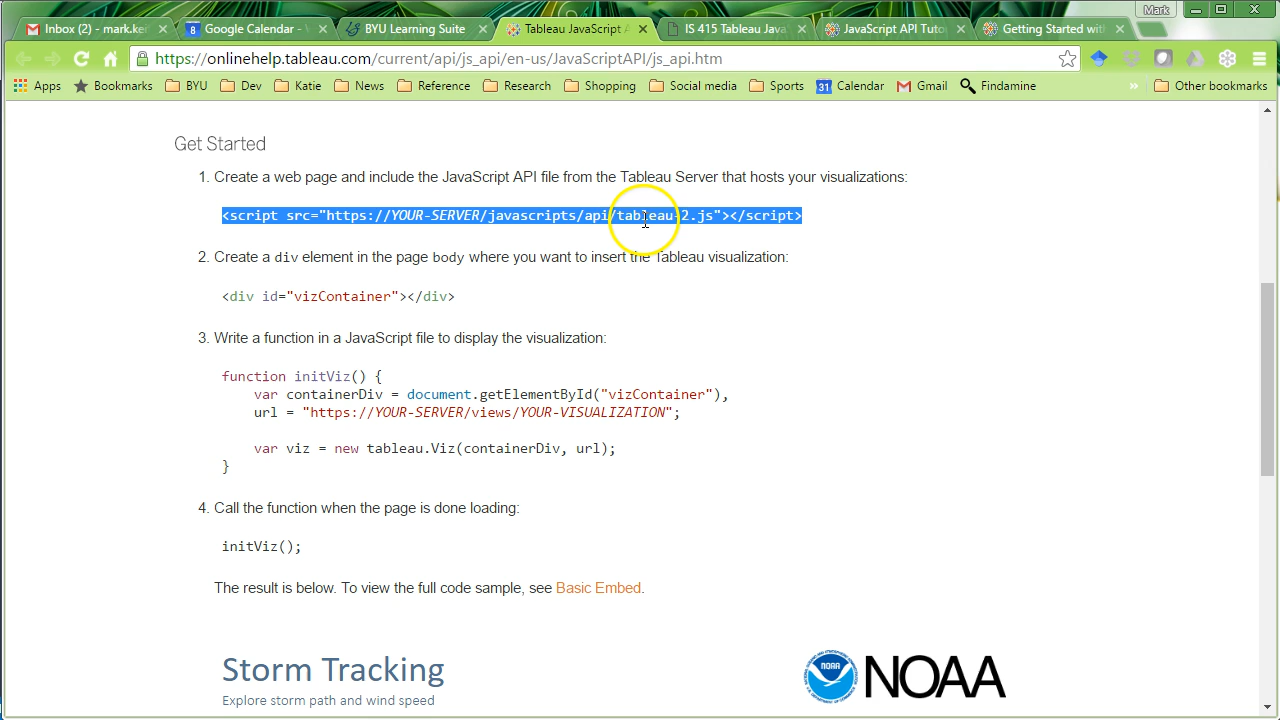 Mark
Inbox (2) - mark.kei
Google Calendar -
BYU Learning Suite
Tableau JavaScript A
IS 415 Tableau Java
JavaScript API Tuto
Getting Started with
https://onlinehelp.tableau.com/current/api/js_api/en-us/JavaScriptAPI/js_api.htm
Apps Bookmarks BYU Dev Katie News Reference Research Shopping Social media Sports 31 Calendar Gmail Findamine » Other bookmarks
Get Started
1. Create a web page and include the JavaScript API file from the Tableau Server that hosts your visualizations:
<script src="https://YOUR-SERVER/javascripts/api/tableau-2.js"></script>
2. Create a div element in the page body where you want to insert the Tableau visualization:
<div id="vizContainer"></div>
3. Write a function in a JavaScript file to display the visualization:
function initViz() {
var containerDiv = document.getElementById("vizContainer"),
url = "https://YOUR-SERVER/views/YOUR-VISUALIZATION";
var viz = new tableau.Viz(containerDiv, url);
}
4. Call the function when the page is done loading:
initViz();
The result is below. To view the full code sample, see Basic Embed.
Storm Tracking
NOAA
NOAA
Explore storm path and wind speed